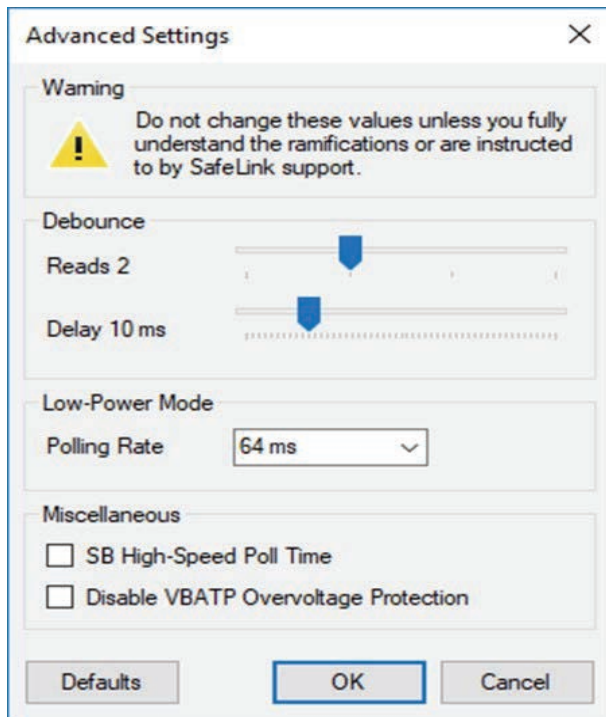 Advanced Settings
Warning
Do not change these values unless you fully
understand the ramifications or are instructed
to by SafeLink support.
Debounce
Reads 2
Delay 10 ms
Low-Power Mode
Polling Rate 64 ms
Miscellaneous
SB High-Speed Poll Time
Disable VBATP Overvoltage Protection
Defaults OK Cancel